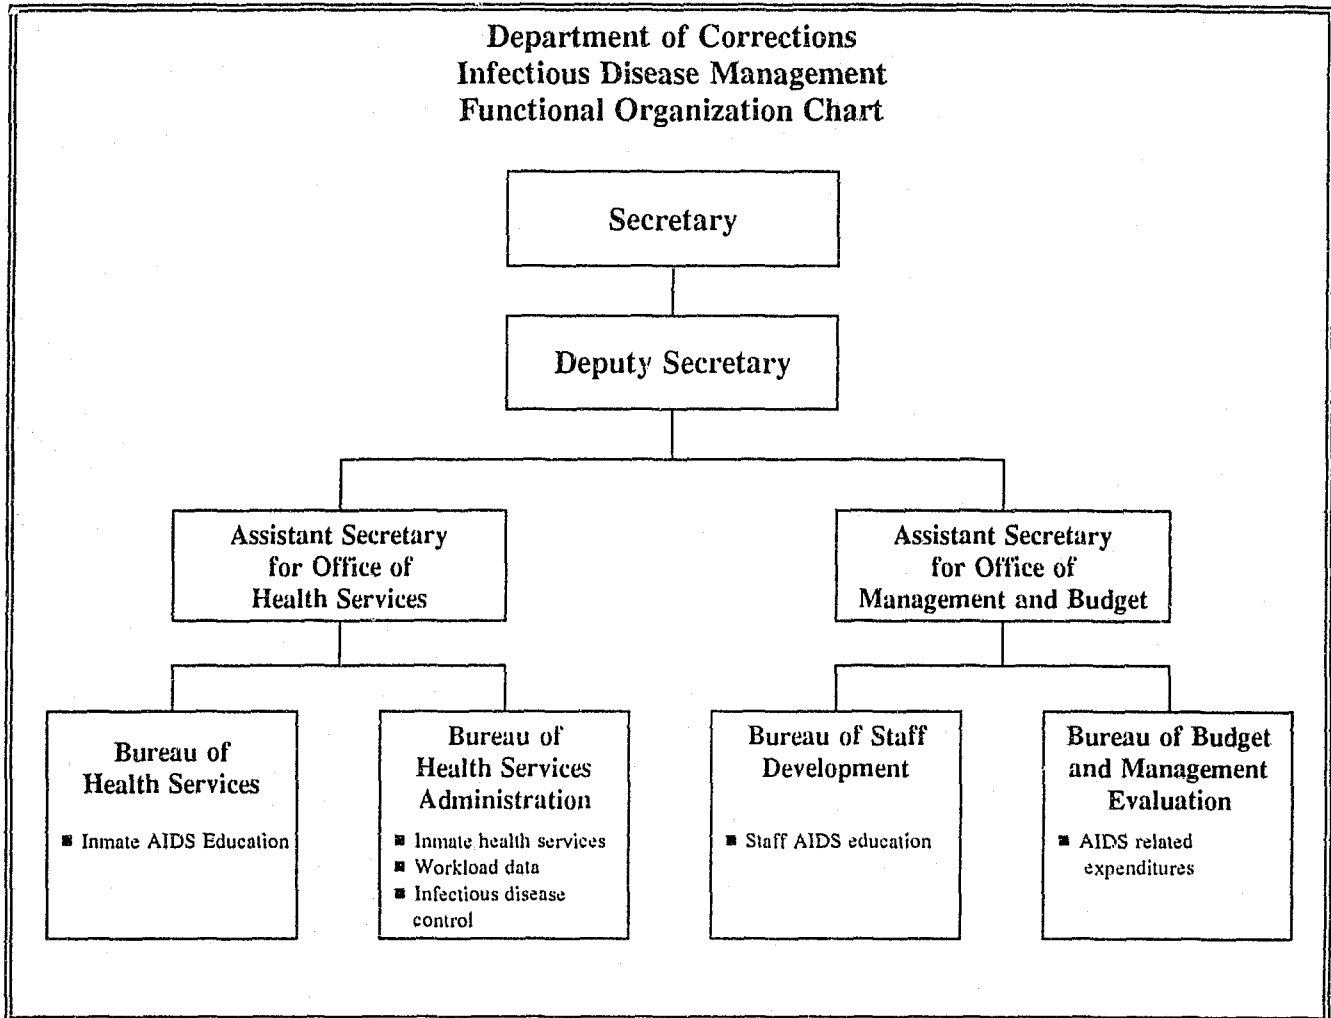 Department of Corrections
Infectious Disease Management
Functional Organization Chart
Secretary
Deputy Secretary
Assistant Secretary
for Office of
Health Services
Assistant Secretary
for Office of
Management and Budget
Bureau of
Health Services
■ Inmate AIDS Education
Bureau of
Health Services
Administration
■ Inmate health services
■ Workload data
■ Infectious disease
control
Bureau of Staff
Development
■ Staff AIDS education
Bureau of Budget
and Management
Evaluation
■ AIDS related
expenditures